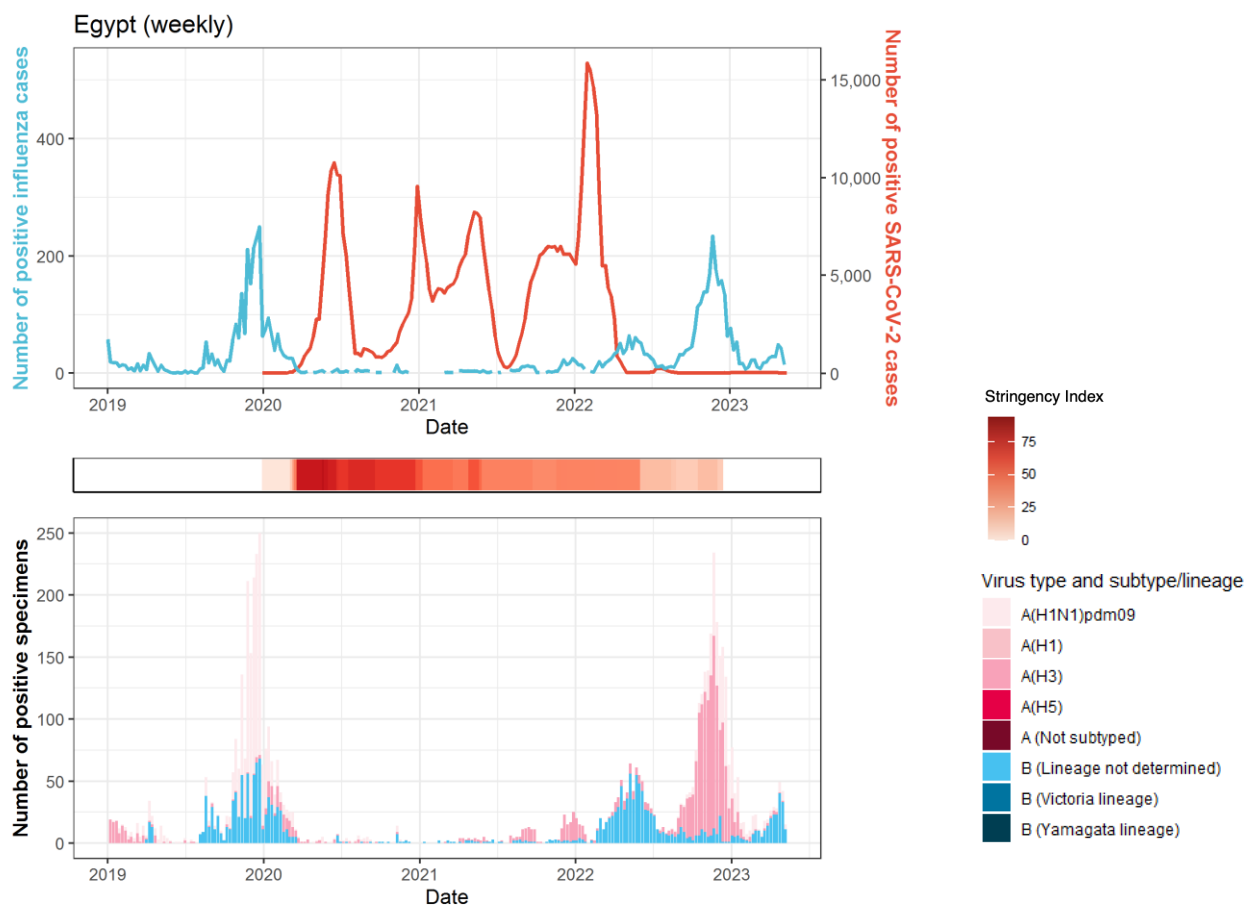 Egypt (weekly)
Number of positive influenza cases
Number of positive SARS-CoV-2 cases
400
200
0
15,000
10,000
5,000
0
2019 2020 2021 2022 2023
Date
Stringency Index
75
50
25
0
Number of positive specimens
250
200
150
100
50
0
2019 2020 2021 2022 2023
Date
Virus type and subtype/lineage
A(H1N1)pdm09
A(H1)
A(H3)
A(H5)
A (Not subtyped)
B (Lineage not determined)
B (Victoria lineage)
B (Yamagata lineage)